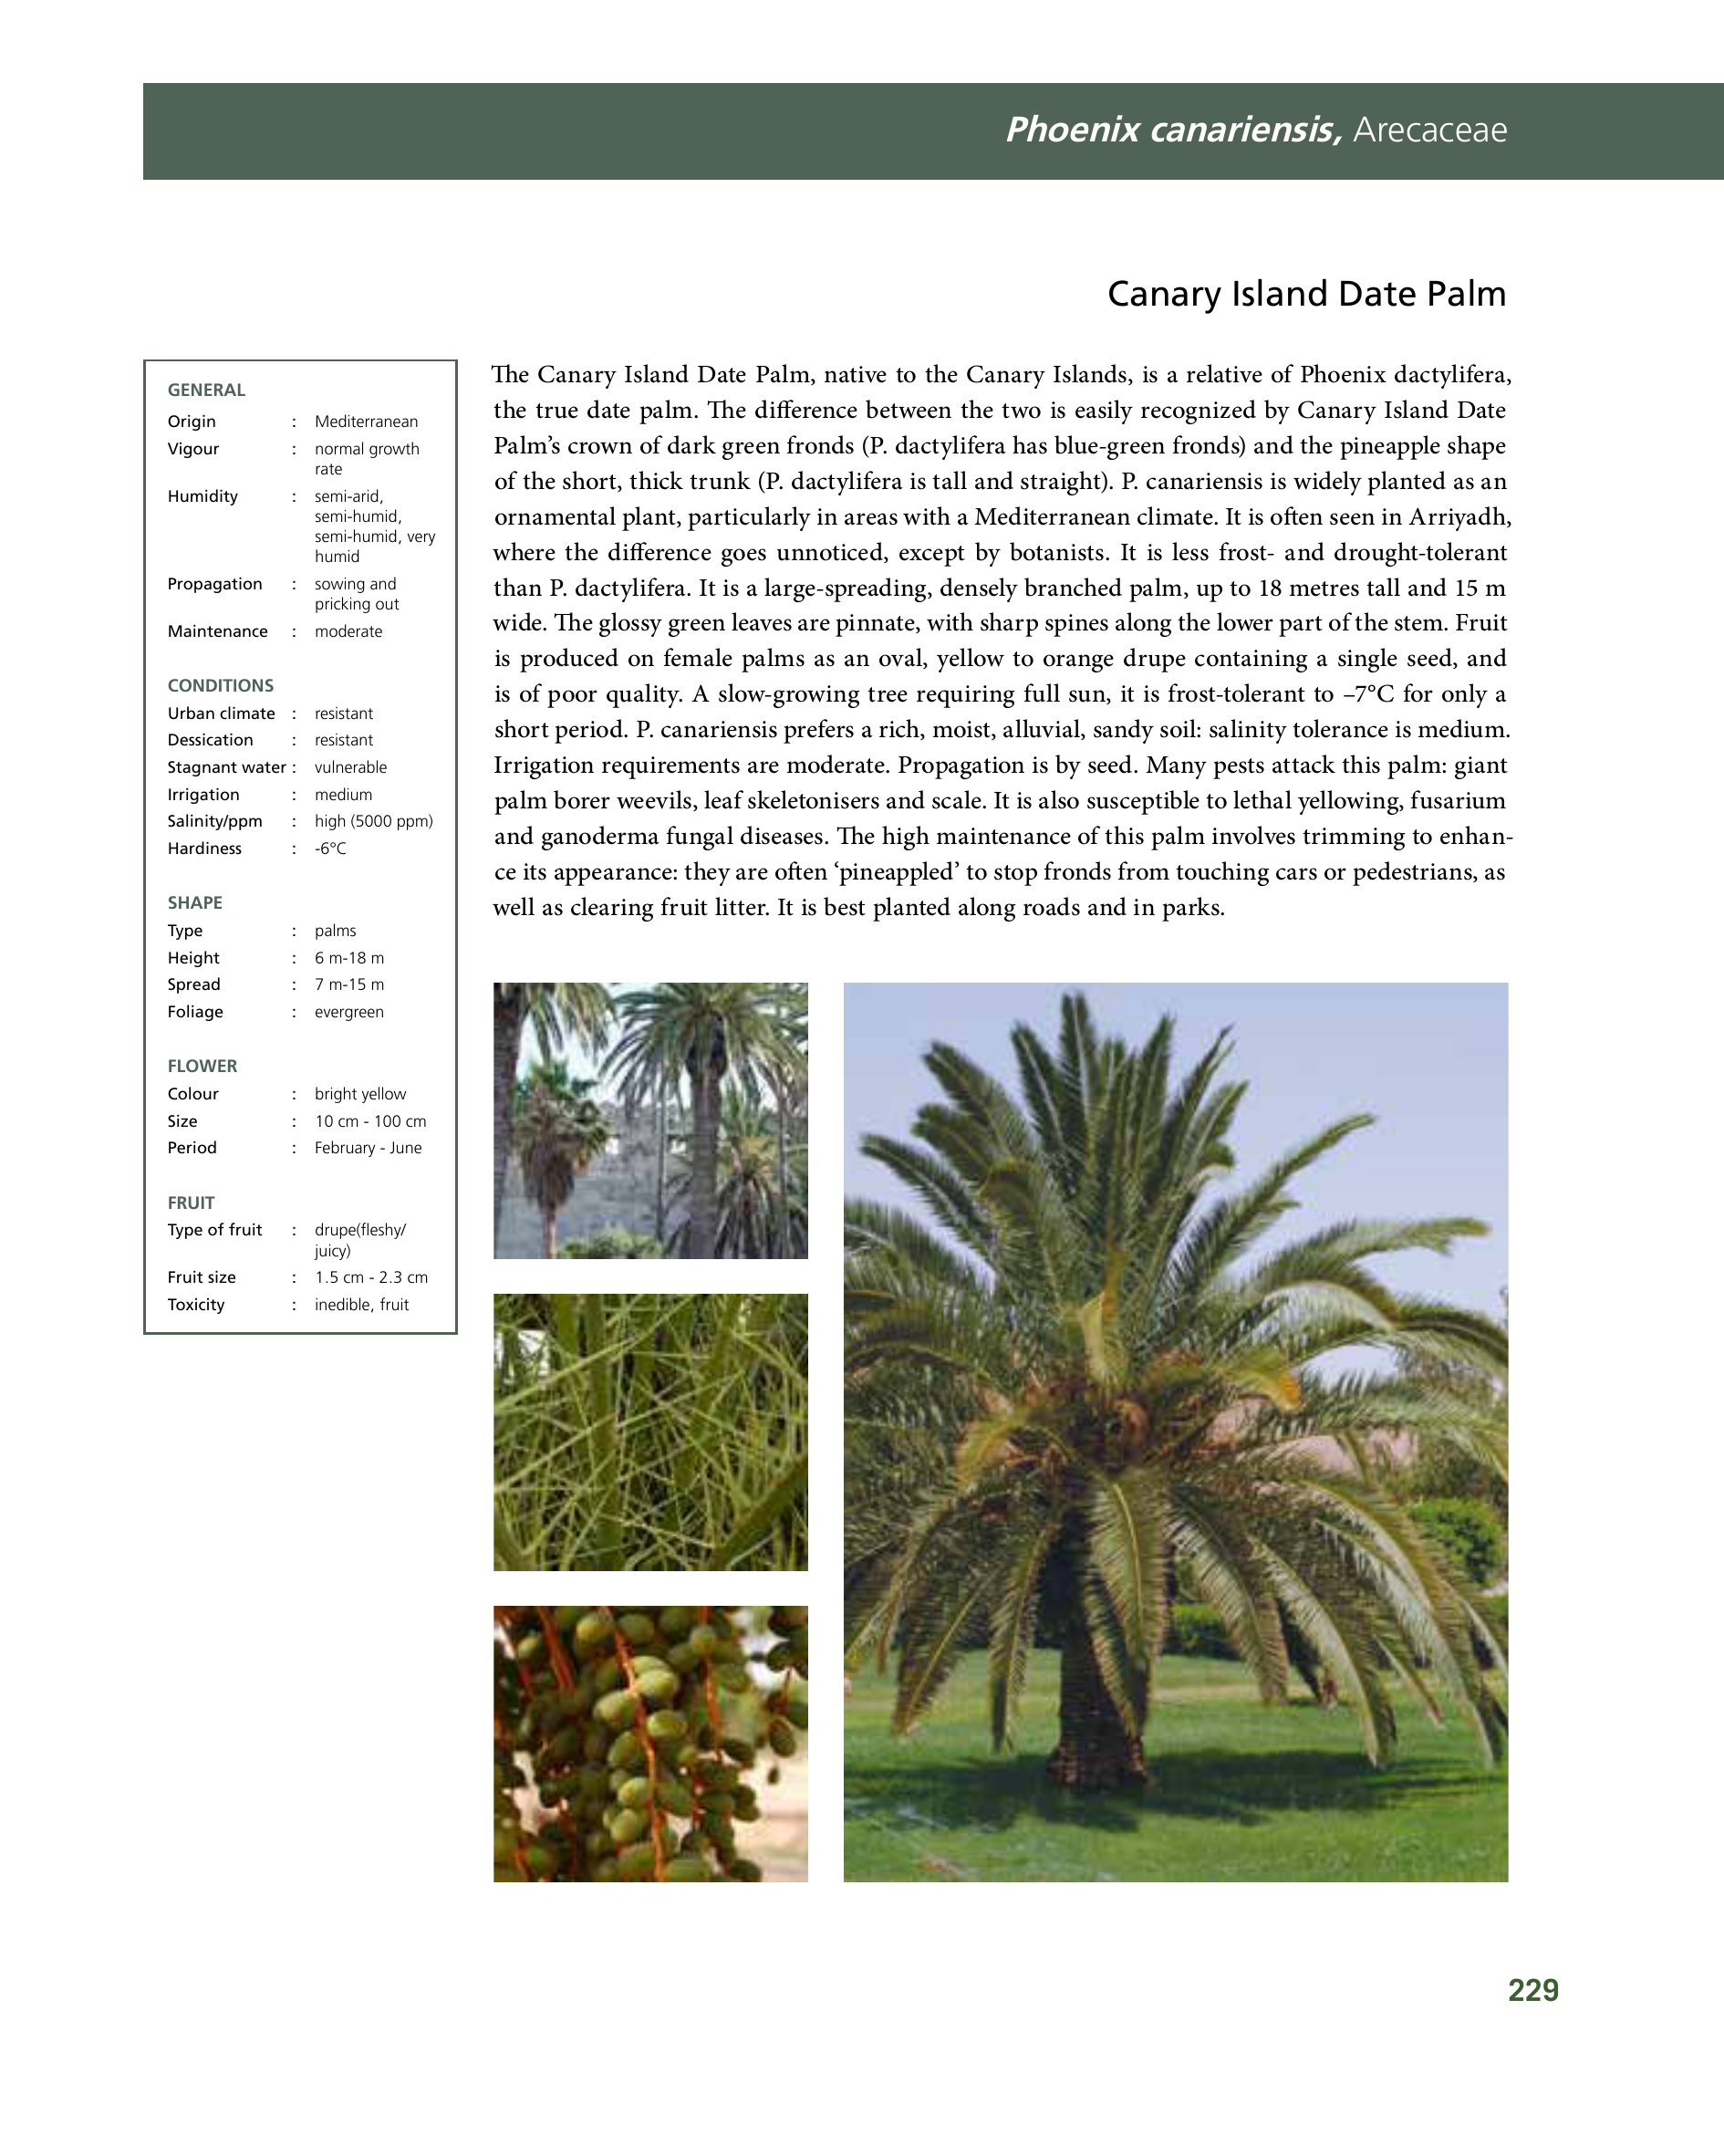 Phoenix canariensis, Arecaceae
Canary Island Date Palm
GENERAL
Origin : Mediterranean
Vigour : normal growth
rate
Humidity : semi-arid,
semi-humid,
semi-humid, very
humid
Propagation : sowing and
pricking out
Maintenance : moderate
CONDITIONS
Urban climate : resistant
Dessication : resistant
Stagnant water : vulnerable
Irrigation : medium
Salinity/ppm : high (5000 ppm)
Hardiness : -6°C
SHAPE
Type : palms
Height : 6 m-18 m
Spread : 7 m-15 m
Foliage : evergreen
FLOWER
Colour : bright yellow
Size : 10 cm - 100 cm
Period : February - June
FRUIT
Type of fruit : drupe(fleshy/
juicy)
Fruit size : 1.5 cm - 2.3 cm
Toxicity : inedible, fruit
The Canary Island Date Palm, native to the Canary Islands, is a relative of Phoenix dactylifera,
the true date palm. The difference between the two is easily recognized by Canary Island Date
Palm’s crown of dark green fronds (P. dactylifera has blue-green fronds) and the pineapple shape
of the short, thick trunk (P. dactylifera is tall and straight). P. canariensis is widely planted as an
ornamental plant, particularly in areas with a Mediterranean climate. It is often seen in Arriyadh,
where the difference goes unnoticed, except by botanists. It is less frost- and drought-tolerant
than P. dactylifera. It is a large-spreading, densely branched palm, up to 18 metres tall and 15 m
wide. The glossy green leaves are pinnate, with sharp spines along the lower part of the stem. Fruit
is produced on female palms as an oval, yellow to orange drupe containing a single seed, and
is of poor quality. A slow-growing tree requiring full sun, it is frost-tolerant to –7°C for only a
short period. P. canariensis prefers a rich, moist, alluvial, sandy soil: salinity tolerance is medium.
Irrigation requirements are moderate. Propagation is by seed. Many pests attack this palm: giant
palm borer weevils, leaf skeletonisers and scale. It is also susceptible to lethal yellowing, fusarium
and ganoderma fungal diseases. The high maintenance of this palm involves trimming to enhan-
ce its appearance: they are often ‘pineappled’ to stop fronds from touching cars or pedestrians, as
well as clearing fruit litter. It is best planted along roads and in parks.
229